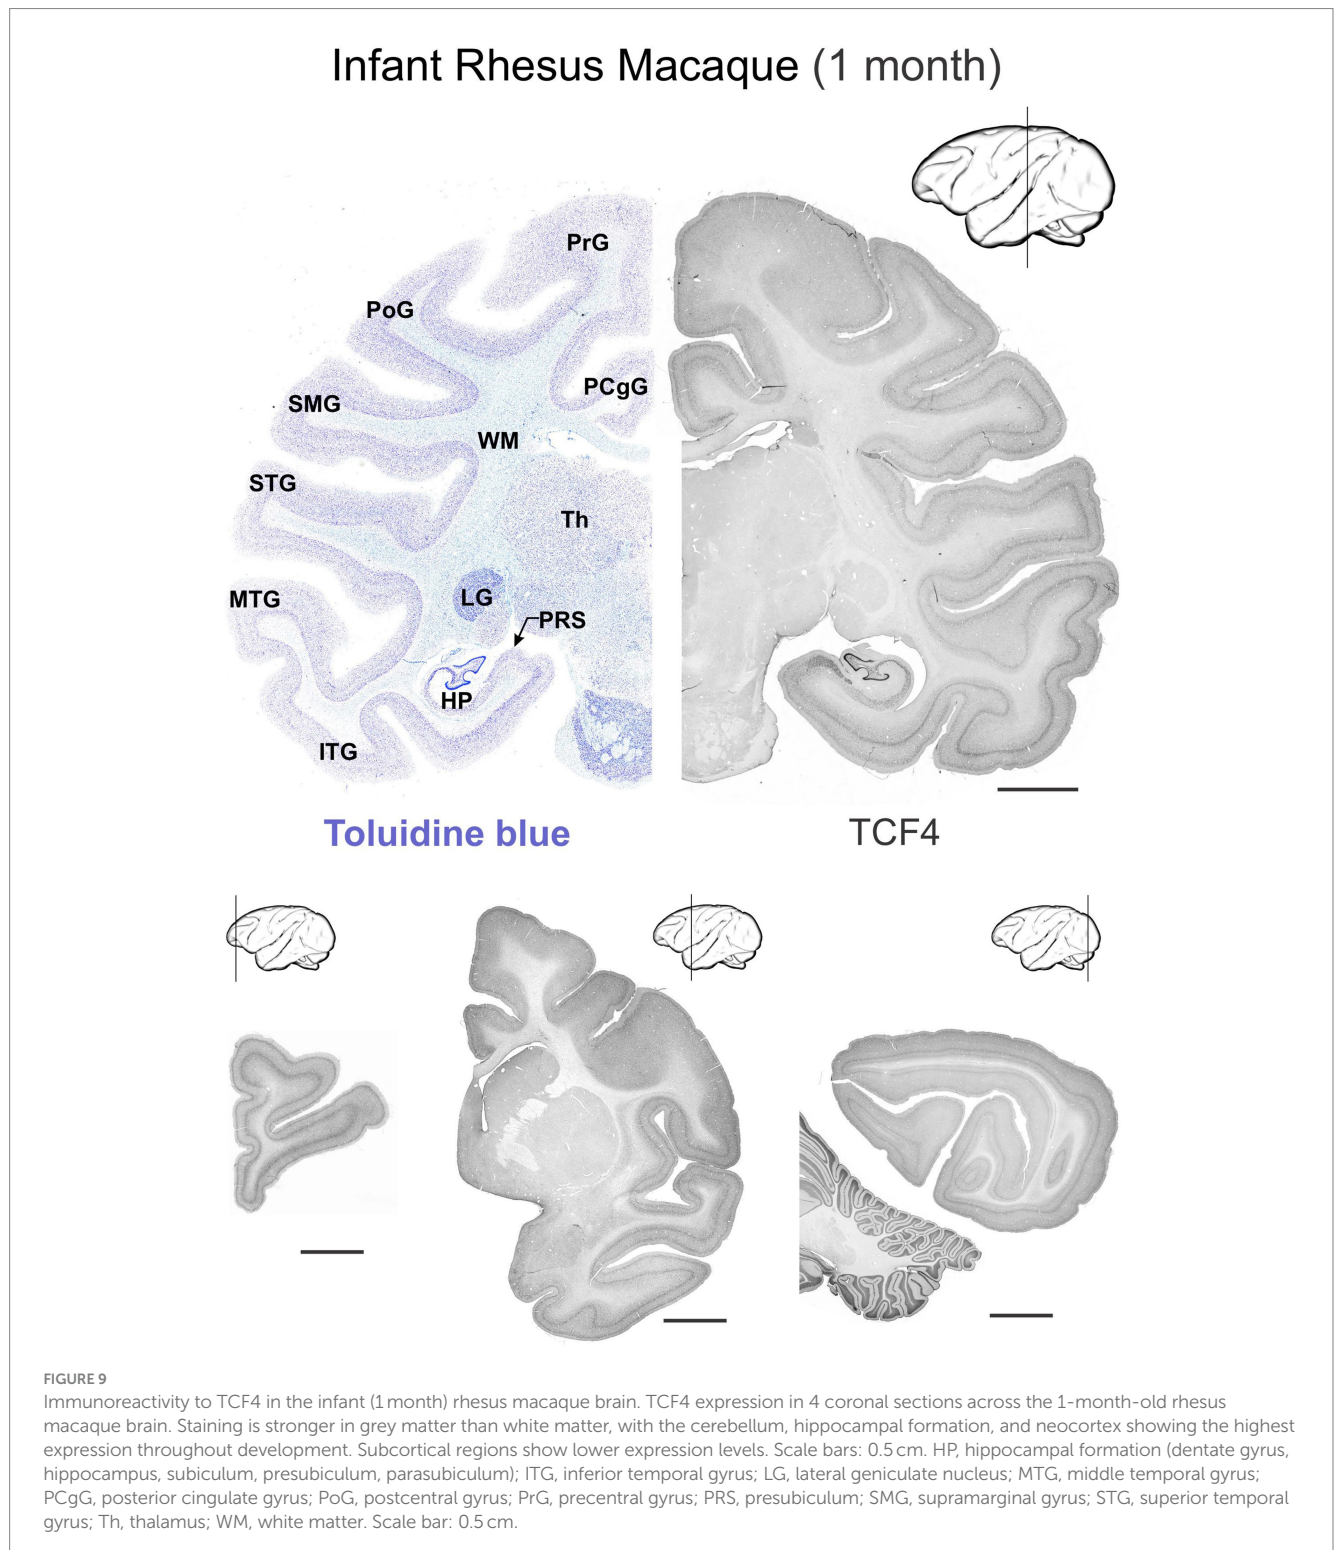 Infant Rhesus Macaque (1 month)
PrG
PoG
PCgG
SMG
WM
STG
Th
LG
MTG
PRS
HP
ITG
Toluidine blue
TCF4
FIGURE 9
Immunoreactivity to TCF4 in the infant (1 month) rhesus macaque brain. TCF4 expression in 4 coronal sections across the 1-month-old rhesus
macaque brain. Staining is stronger in grey matter than white matter, with the cerebellum, hippocampal formation, and neocortex showing the highest
expression throughout development. Subcortical regions show lower expression levels. Scale bars: 0.5 cm. HP, hippocampal formation (dentate gyrus,
hippocampus, subiculum, presubiculum, parasubiculum); ITG, inferior temporal gyrus; LG, lateral geniculate nucleus; MTG, middle temporal gyrus;
PCgG, posterior cingulate gyrus; PoG, postcentral gyrus; PrG, precentral gyrus; PRS, presubiculum; SMG, supramarginal gyrus; STG, superior temporal
gyrus; Th, thalamus; WM, white matter. Scale bar: 0.5 cm.